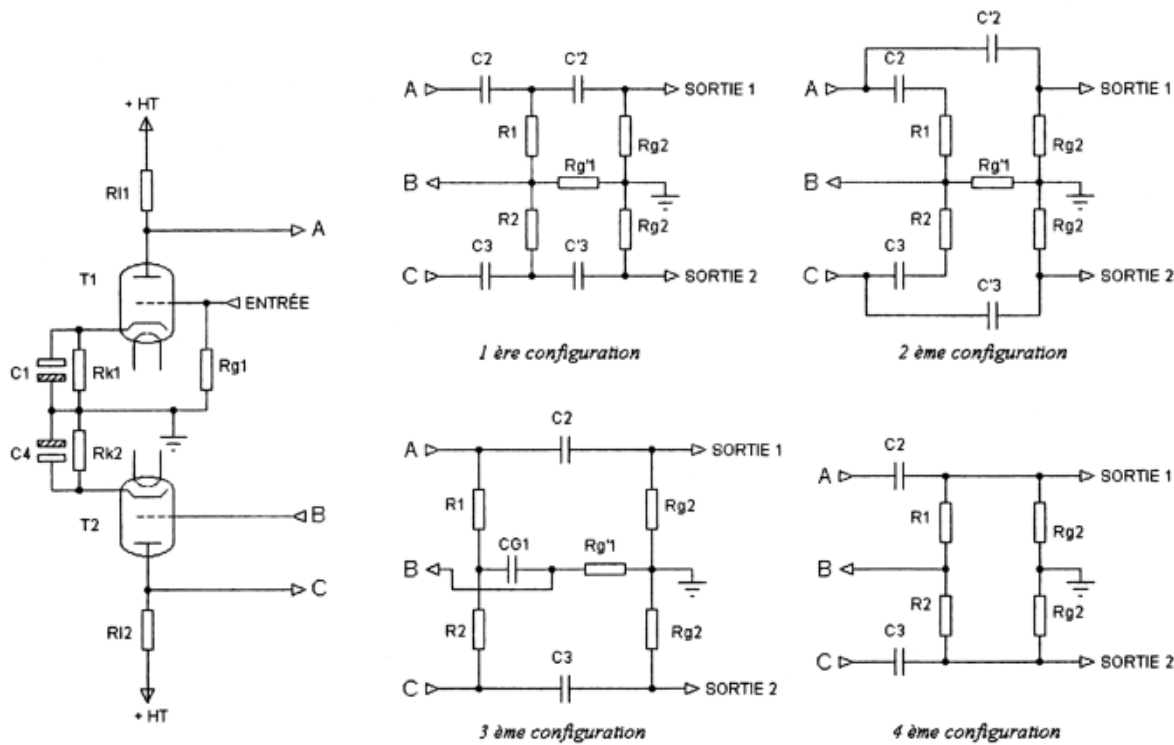 + HT
Rl1
A
T1
ENTRÉE
C1
Rk1
Rg1
C4
Rk2
T2
B
C
Rl2
+ HT
C2
C'2
A
SORTIE 1
R1
Rg2
Rg'1
B
R2
Rg2
C3
C'3
C
SORTIE 2
1 ère configuration
C'2
C2
A
SORTIE 1
R1
Rg2
Rg'1
B
R2
Rg2
C3
C
SORTIE 2
C'3
2 ème configuration
C2
A
SORTIE 1
R1
Rg2
CG1
Rg'1
B
R2
Rg2
C3
C
SORTIE 2
3 ème configuration
C2
A
SORTIE 1
R1
Rg2
B
R2
Rg2
C3
C
SORTIE 2
4 ème configuration